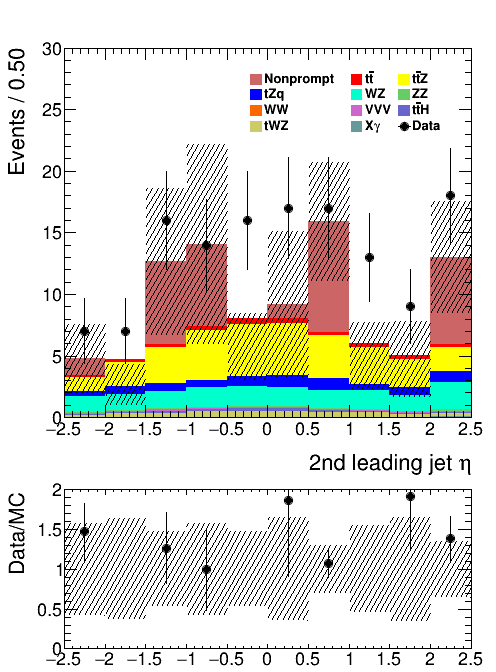 Events / 0.50
30
25
20
15
10
5
0
Nonprompt tt̄ tt̄Z
tZq WZ ZZ
WW VVV tt̄H
tWZ Xγ Data
−2.5 −2 −1.5 −1 −0.5 0 0.5 1 1.5 2 2.5
2nd leading jet η
Data/MC
2
1.5
1
0.5
0
−2.5 −2 −1.5 −1 −0.5 0 0.5 1 1.5 2 2.5